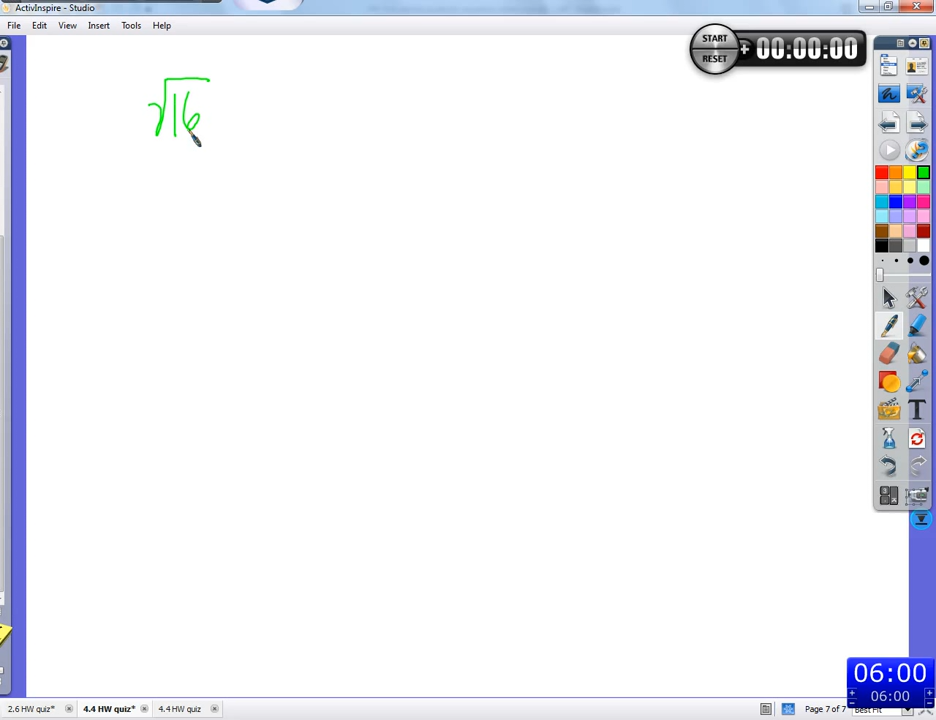 ActivInspire - Studio
File Edit View Insert Tools Help
START
RESET
00:00:00
√16
06:00
06:00
2.6 HW quiz*
4.4 HW quiz*
4.4 HW quiz
Page 7 of 7
Best Fit